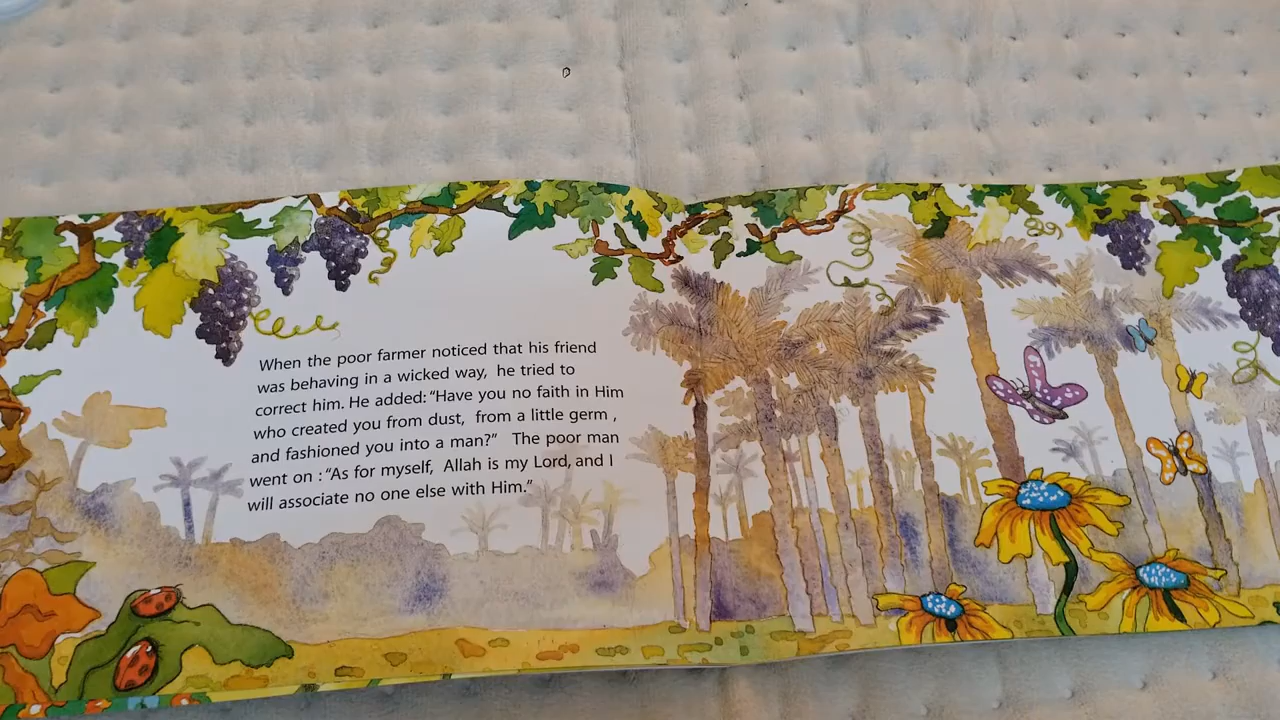 When the poor farmer noticed that his friend
was behaving in a wicked way, he tried to
correct him. He added: “Have you no faith in Him
who created you from dust, from a little germ ,
and fashioned you into a man?” The poor man
went on : “As for myself, Allah is my Lord, and I
will associate no one else with Him.”